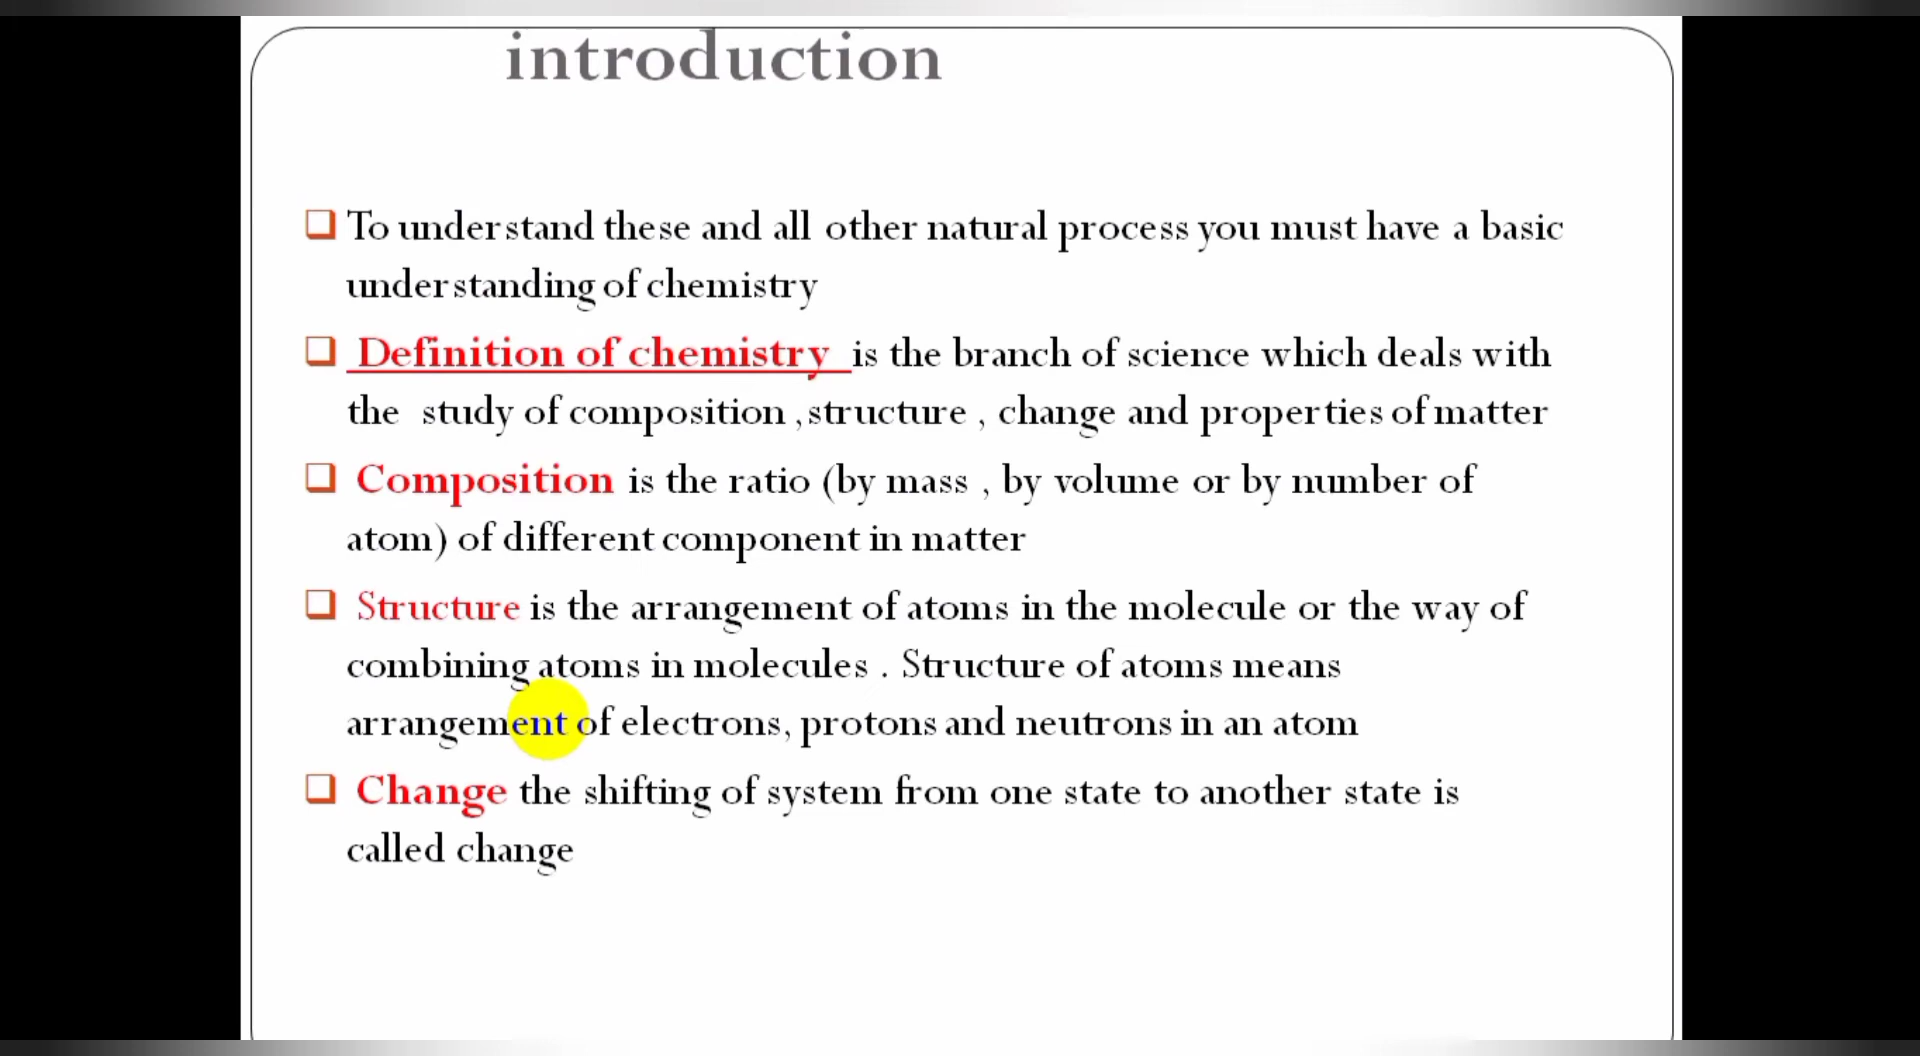 introduction
To understand these and all other natural process you must have a basic
understanding of chemistry
Definition of chemistry is the branch of science which deals with
the study of composition ,structure , change and properties of matter
Composition is the ratio (by mass , by volume or by number of
atom) of different component in matter
Structure is the arrangement of atoms in the molecule or the way of
combining atoms in molecules . Structure of atoms means
arrangement of electrons, protons and neutrons in an atom
Change the shifting of system from one state to another state is
called change